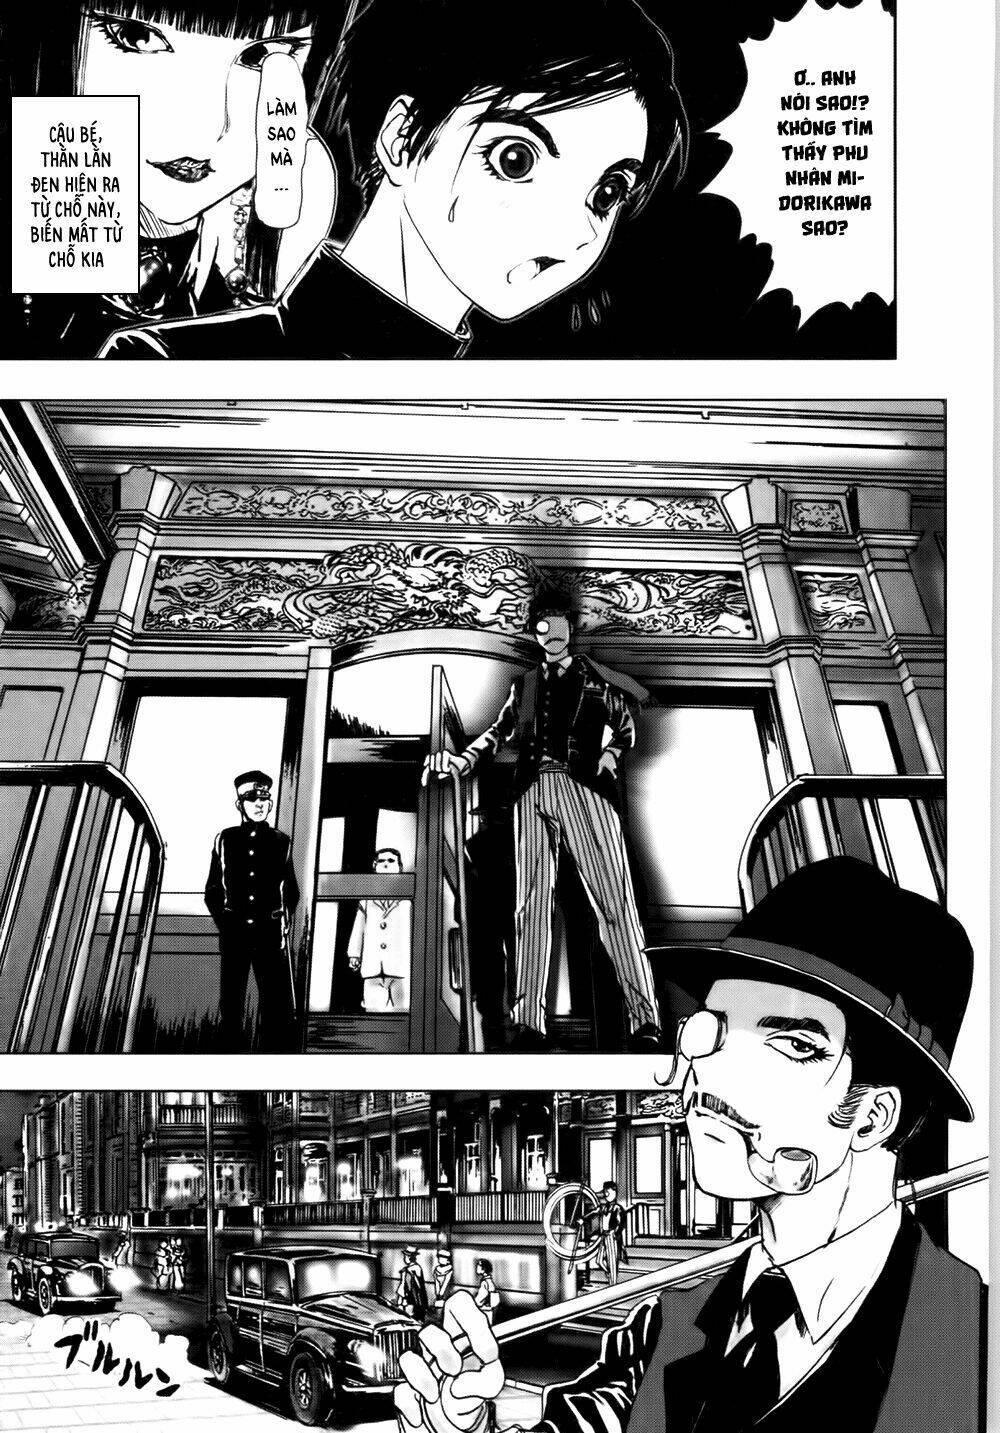 Ơ.. ANH
NÓI SAO!?
KHÔNG TÌM
THẤY PHU
NHÂN MI-
DORIKAWA
SAO?
LÀM
SAO
MÀ
...
CẬU BÉ,
THẰN LẰN
ĐEN HIỆN RA
TỪ CHỖ NÀY,
BIẾN MẤT TỪ
CHỖ KIA
ブルルルン